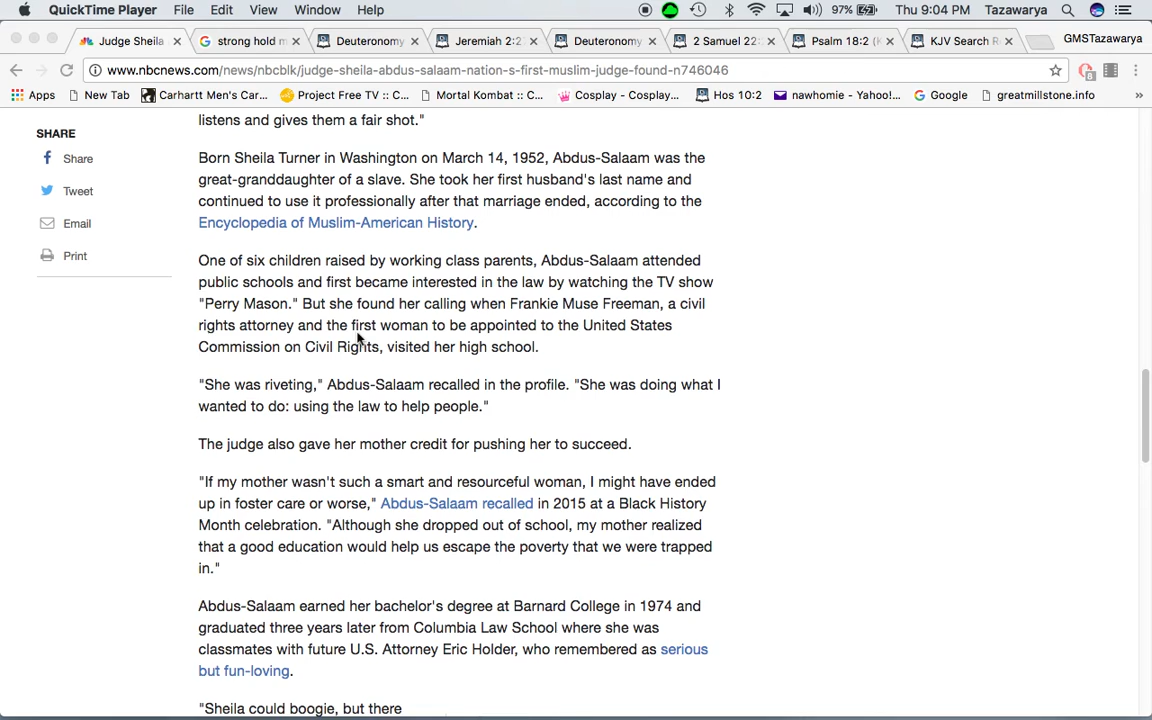 QuickTime Player File Edit View Window Help 97% Thu 9:04 PM Tazawarya
Judge Sheila strong hold m Deuteronomy Jeremiah 2:2 Deuteronomy 2 Samuel 22: Psalm 18:2 (K KJV Search Re GMSTazawarya
www.nbcnews.com/news/nbcblk/judge-sheila-abdus-salaam-nation-s-first-muslim-judge-found-n746046
Apps New Tab Carhartt Men's Car... Project Free TV :: C... Mortal Kombat :: C... Cosplay - Cosplay... Hos 10:2 nawhomie - Yahoo!... Google greatmillstone.info »
SHARE
Share
Tweet
Email
Print
listens and gives them a fair shot."
Born Sheila Turner in Washington on March 14, 1952, Abdus-Salaam was the
great-granddaughter of a slave. She took her first husband's last name and
continued to use it professionally after that marriage ended, according to the
Encyclopedia of Muslim-American History.
One of six children raised by working class parents, Abdus-Salaam attended
public schools and first became interested in the law by watching the TV show
"Perry Mason." But she found her calling when Frankie Muse Freeman, a civil
rights attorney and the first woman to be appointed to the United States
Commission on Civil Rights, visited her high school.
"She was riveting," Abdus-Salaam recalled in the profile. "She was doing what I
wanted to do: using the law to help people."
The judge also gave her mother credit for pushing her to succeed.
"If my mother wasn't such a smart and resourceful woman, I might have ended
up in foster care or worse," Abdus-Salaam recalled in 2015 at a Black History
Month celebration. "Although she dropped out of school, my mother realized
that a good education would help us escape the poverty that we were trapped
in."
Abdus-Salaam earned her bachelor's degree at Barnard College in 1974 and
graduated three years later from Columbia Law School where she was
classmates with future U.S. Attorney Eric Holder, who remembered as serious
but fun-loving.
"Sheila could boogie, but there